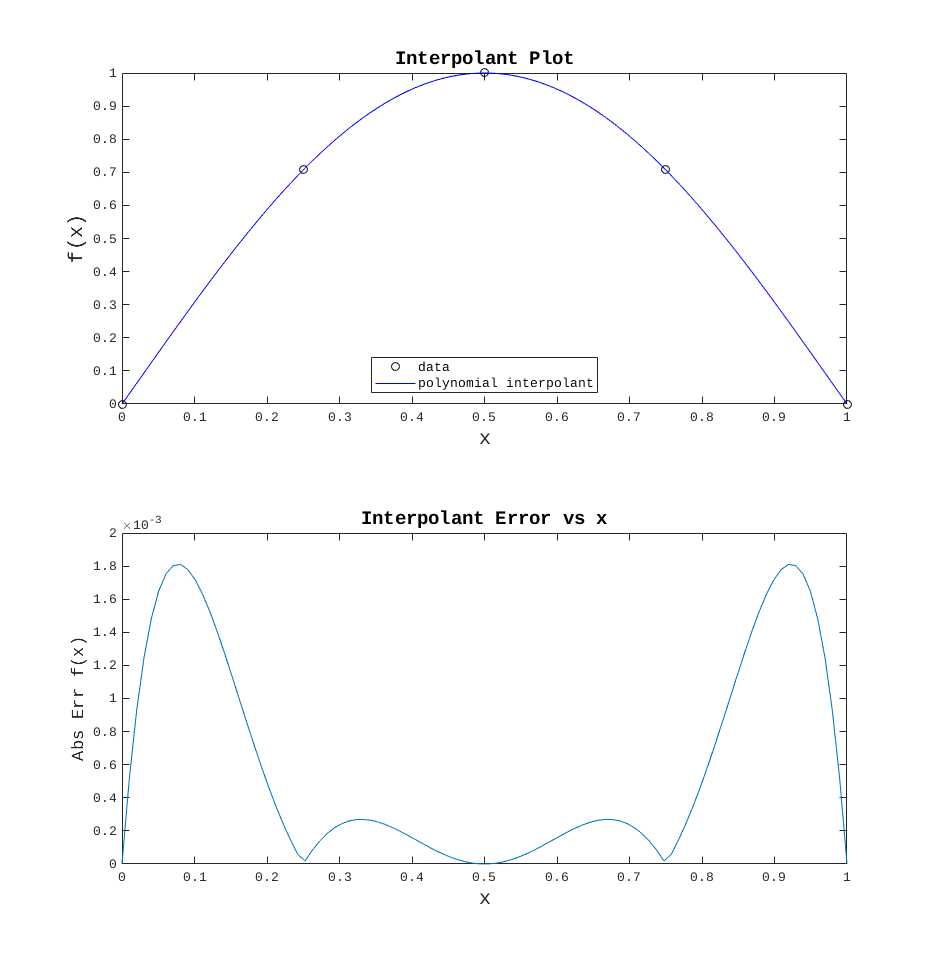 Interpolant Plot
1
0.9
0.8
0.7
0.6
0.5
0.4
0.3
0.2
0.1
0
f(x)
data
polynomial interpolant
0 0.1 0.2 0.3 0.4 0.5 0.6 0.7 0.8 0.9 1
X
Interpolant Error vs x
×10-3
2
1.8
1.6
1.4
1.2
1
0.8
0.6
0.4
0.2
0
Abs Err f(x)
0 0.1 0.2 0.3 0.4 0.5 0.6 0.7 0.8 0.9 1
X